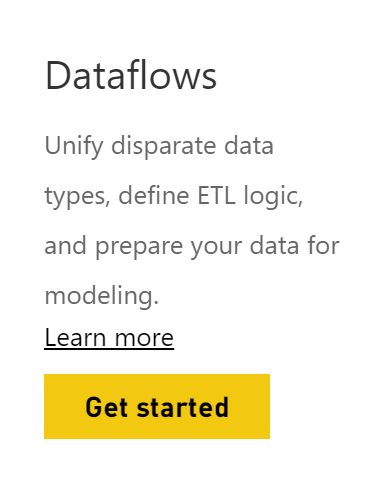 Dataflows
Unify disparate data
types, define ETL logic,
and prepare your data for
modeling.
Learn more
Get started